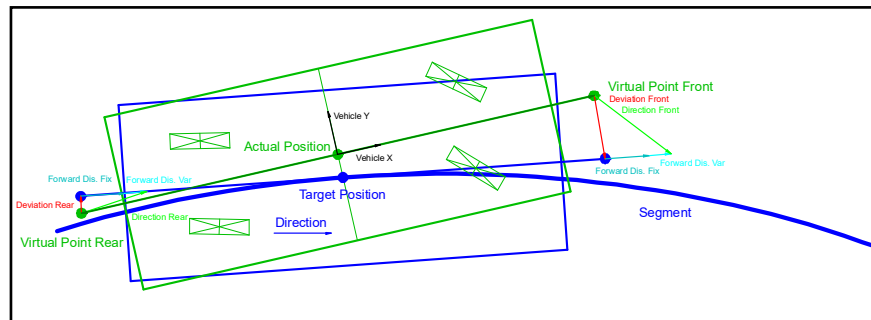 Virtual Point Front
Deviation Front
Direction Front
Vehicle Y
Actual Position
Vehicle X
Forward Dis. Var
Forward Dis. Fix
Forward Dis. Fix
Forward Dis. Var
Target Position
Deviation Rear
Direction Rear
Segment
Direction
Virtual Point Rear